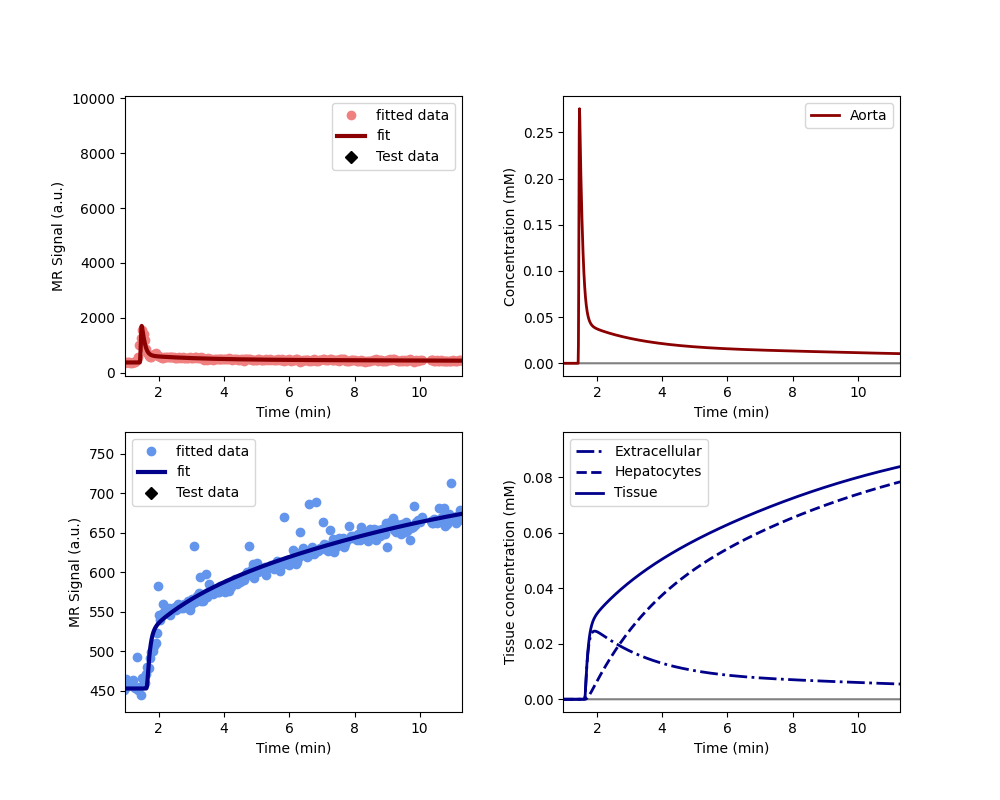 10000
8000
6000
4000
2000
0
MR Signal (a.u.)
fitted data
fit
Test data
2 4 6 8 10
Time (min)
0.25
0.20
0.15
0.10
0.05
0.00
Concentration (mM)
Aorta
2 4 6 8 10
Time (min)
750
700
650
600
550
500
450
MR Signal (a.u.)
fitted data
fit
Test data
2 4 6 8 10
Time (min)
0.08
0.06
0.04
0.02
0.00
Tissue concentration (mM)
Extracellular
Hepatocytes
Tissue
2 4 6 8 10
Time (min)